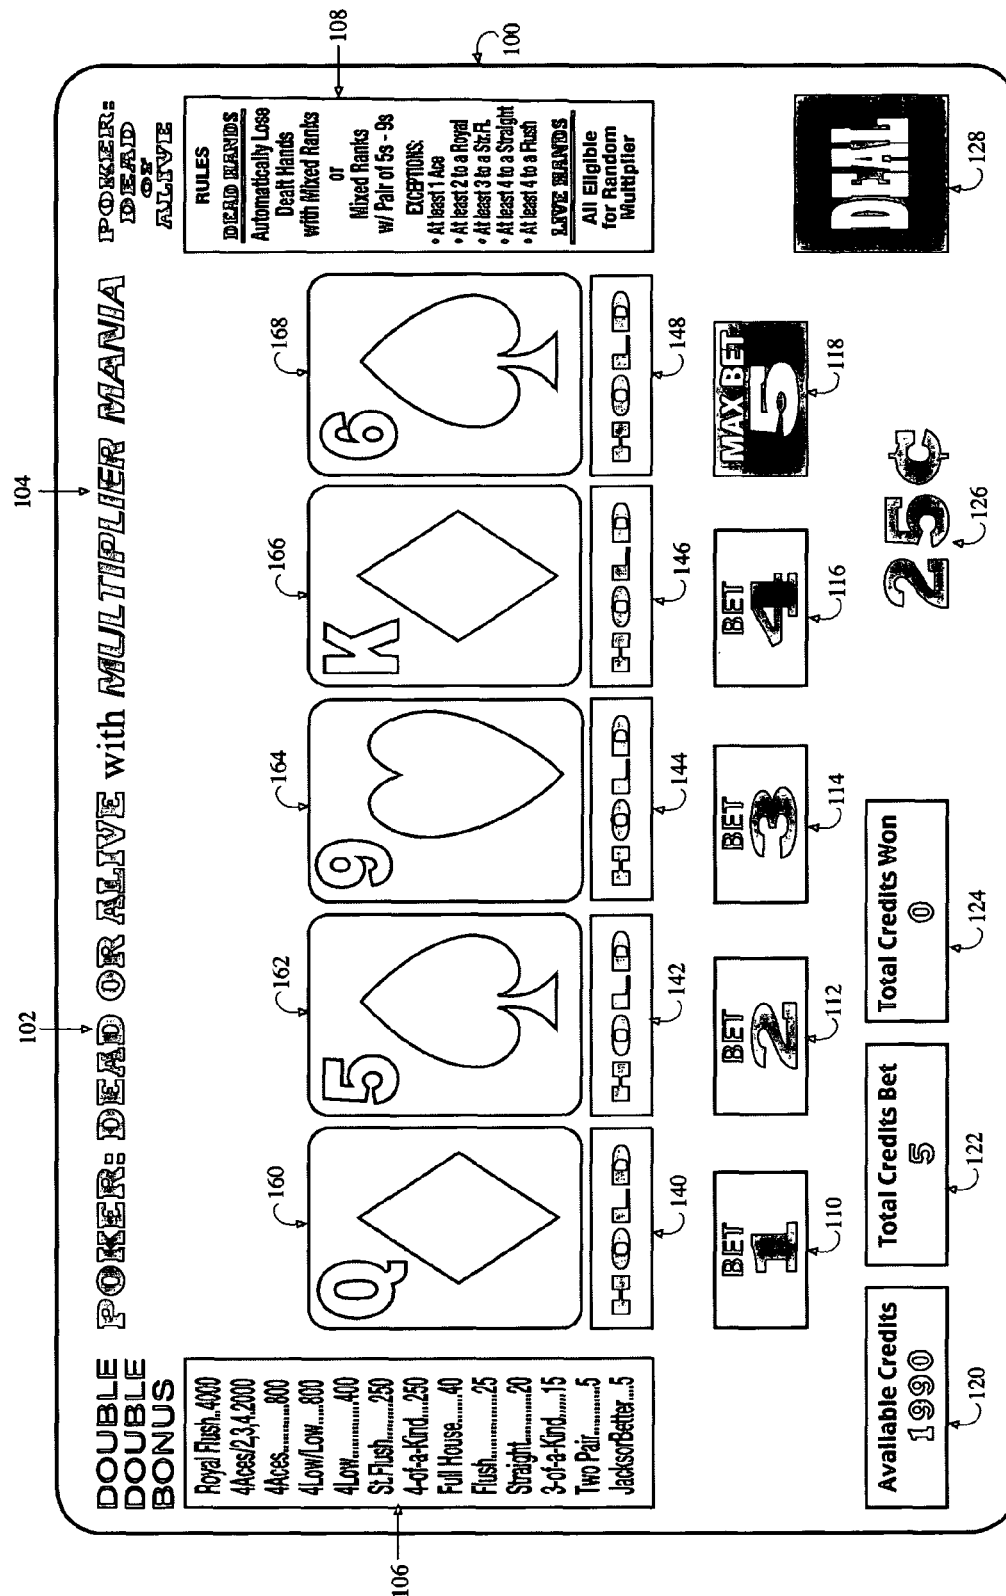 102
104
POKER: DEAD OR ALIVE with MULTIPLIER MANIA
DOUBLE
DOUBLE
BONUS
Royal Flush..4000
4Aces/2,3,4.2000
4Aces..........800
4Low/Low.....800
4Low............400
St.Flush.......250
4-of-a-Kind..250
Full House.....40
Flush............25
Straight........20
3-of-a-Kind...15
Two Pair........5
JacksorBetter...5
106
160
162
164
166
168
Q
5
9
K
6
HOLD
HOLD
HOLD
HOLD
HOLD
140
142
144
146
148
POKER:
DEAD
OR
ALIVE
RULES
DEAD HANDS
Automatically Lose
Dealt Hands
with Mixed Ranks
or
Mixed Ranks
w/ Pair of 5s - 9s
EXCEPTIONS:
• At least 1 Ace
• At least 2 to a Royal
• At least 3 to a Str.Fl.
• At least 4 to a Straight
• At least 4 to a Flush
LIVE HANDS
All Eligible
for Random
Multiplier
108
100
BET
1
110
BET
2
112
BET
3
114
BET
4
116
MAX BET
5
118
DEAL
128
Available Credits
1990
120
Total Credits Bet
5
122
Total Credits Won
0
124
25¢
126